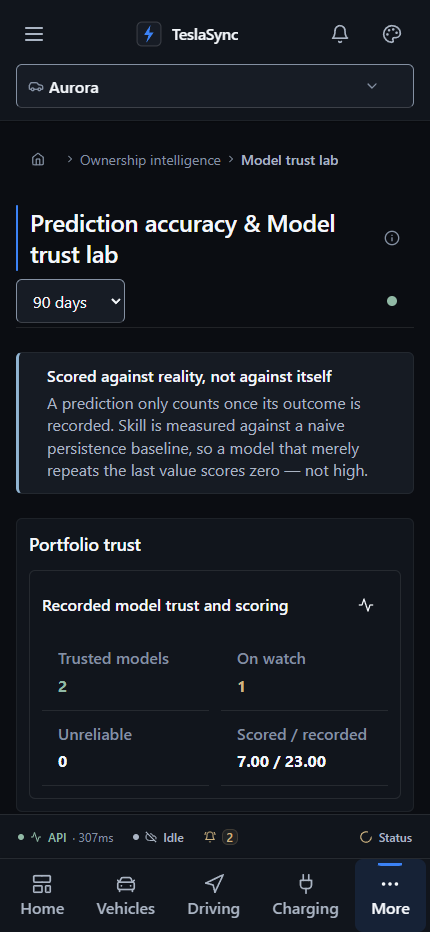 TeslaSync
Aurora
Ownership intelligence > Model trust lab
Prediction accuracy & Model
trust lab
90 days
Scored against reality, not against itself
A prediction only counts once its outcome is
recorded. Skill is measured against a naive
persistence baseline, so a model that merely
repeats the last value scores zero — not high.
Portfolio trust
Recorded model trust and scoring
Trusted models
2
On watch
1
Unreliable
0
Scored / recorded
7.00 / 23.00
API · 307ms
Idle
2
Status
Home
Vehicles
Driving
Charging
More